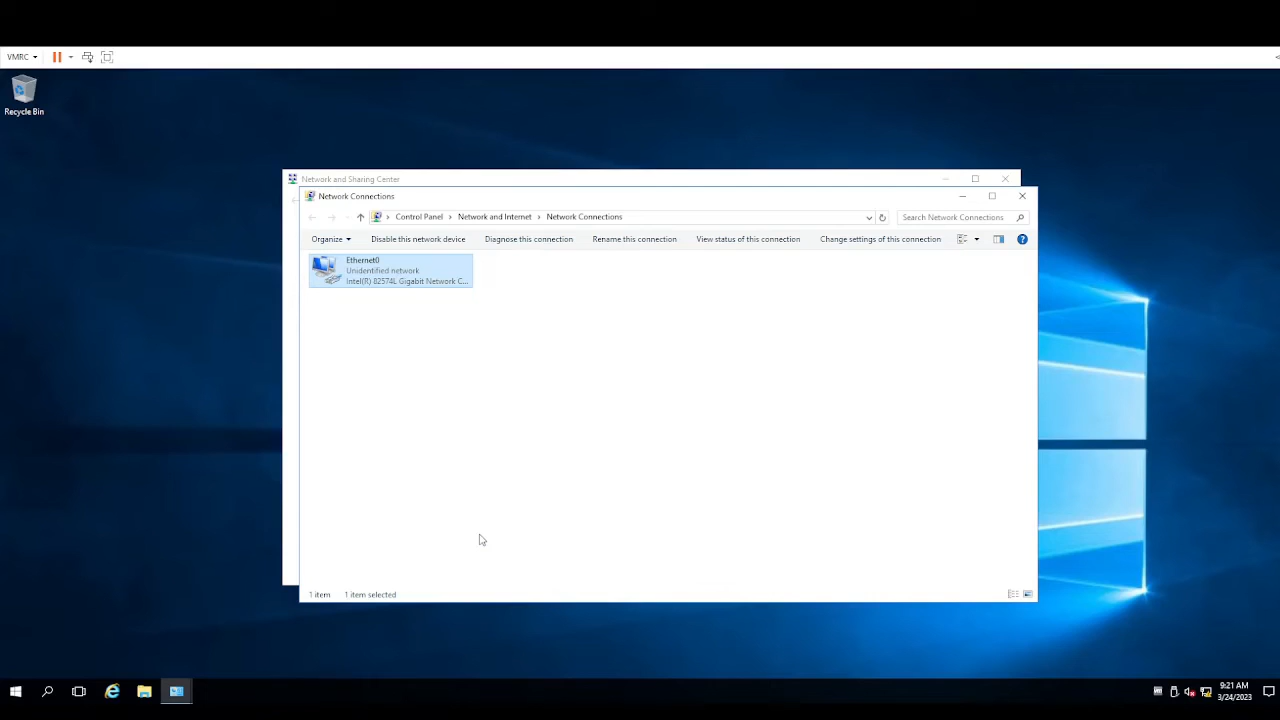 VMRC
Recycle Bin
Network and Sharing Center
Network Connections
Control Panel > Network and Internet > Network Connections
Search Network Connections
Organize
Disable this network device
Diagnose this connection
Rename this connection
View status of this connection
Change settings of this connection
Ethernet0
Unidentified network
Intel(R) 82574L Gigabit Network C...
1 item
1 item selected
9:21 AM
3/24/2023